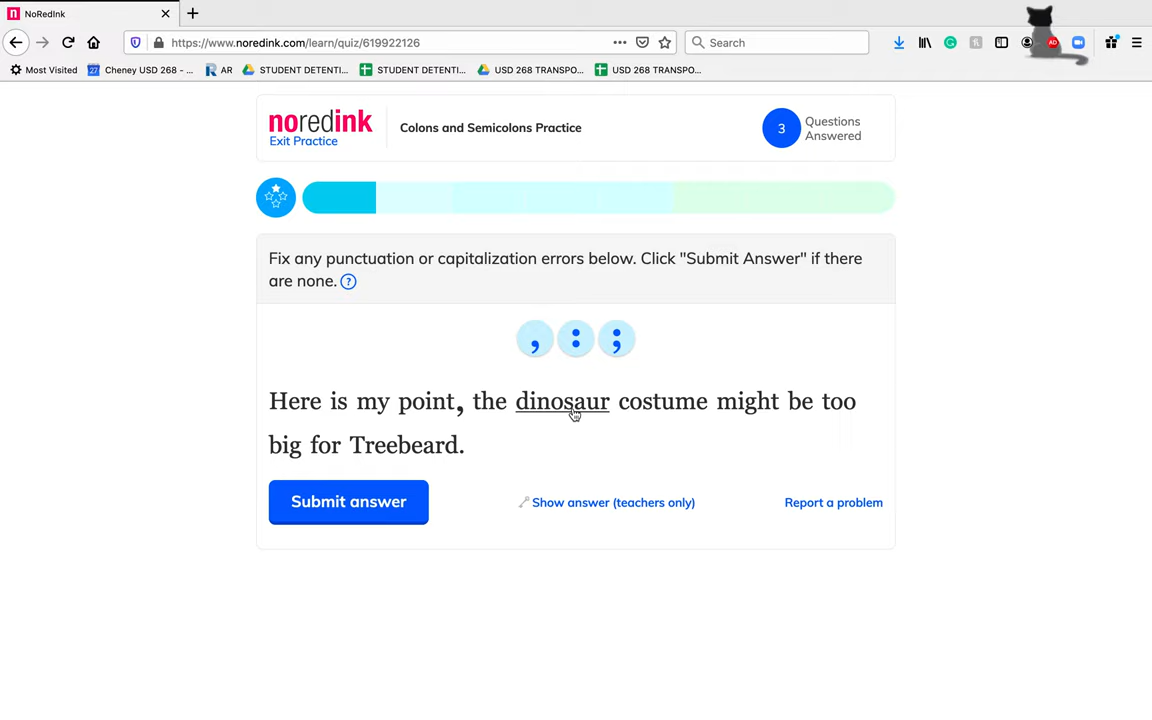 n NoRedInk
https://www.noredink.com/learn/quiz/619922126
Search
Most Visited 27 Cheney USD 268 - ... AR STUDENT DETENTI... STUDENT DETENTI... USD 268 TRANSPO... USD 268 TRANSPO...
noredink
Exit Practice
Colons and Semicolons Practice
3
Questions
Answered
Fix any punctuation or capitalization errors below. Click "Submit Answer" if there
are none. ?
, : ;
Here is my point, the dinosaur costume might be too
big for Treebeard.
Submit answer
Show answer (teachers only)
Report a problem